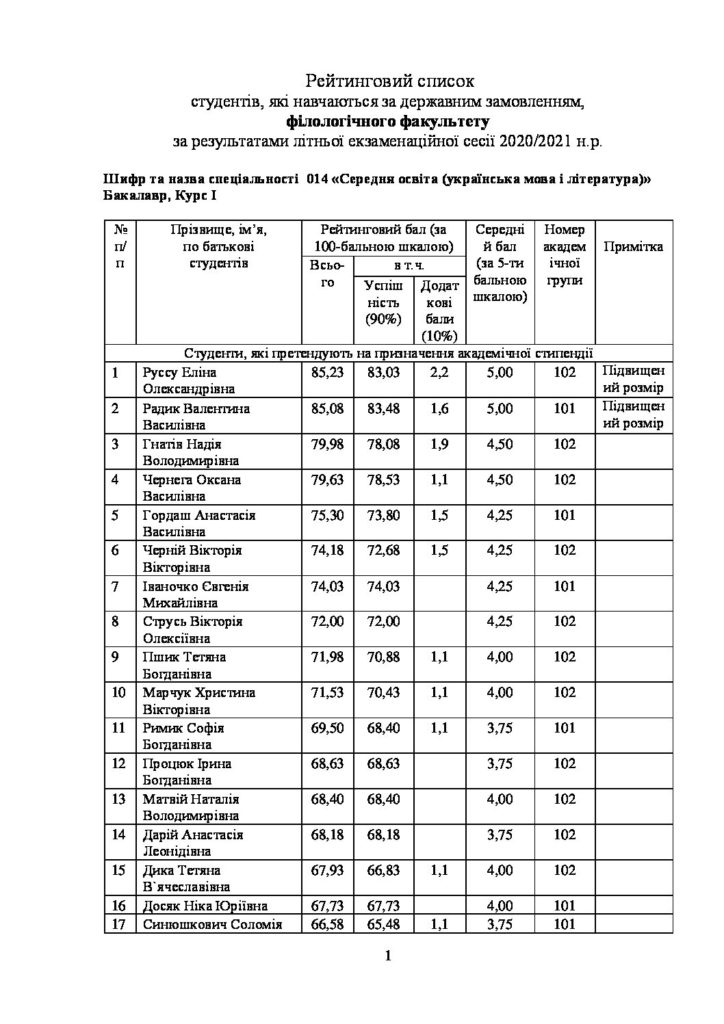 Рейтинговий список
студентів, які навчаються за державним замовленням,
філологічного факультету
за результатами літньої екзаменаційної сесії 2020/2021 н.р.
Шифр та назва спеціальності 014 «Середня освіта (українська мова і література)»
Бакалавр, Курс І
№ п/п Прізвище, ім’я, по батькові студентів Рейтинговий бал (за 100-бальною шкалою) Середній бал (за 5-ти бальною шкалою) Номер академічної групи Примітка
Всього в т.ч.
Успішність (90%) Додаткові бали (10%)
Студенти, які претендують на призначення академічної стипендії
1 Руссу Еліна 85,23 83,03 2,2 5,00 102 Підвищен
Олександрівна ий розмір
2 Радик Валентина 85,08 83,48 1,6 5,00 101 Підвищен
Василівна ий розмір
3 Гнатів Надія 79,98 78,08 1,9 4,50 102
Володимирівна
4 Чернега Оксана 79,63 78,53 1,1 4,50 102
Василівна
5 Гордаш Анастасія 75,30 73,80 1,5 4,25 101
Василівна
6 Черній Вікторія 74,18 72,68 1,5 4,25 102
Вікторівна
7 Іваночко Євгенія 74,03 74,03 4,25 101
Михайлівна
8 Струсь Вікторія 72,00 72,00 4,25 102
Олексіївна
9 Пшик Тетяна 71,98 70,88 1,1 4,00 102
Богданівна
10 Марчук Христина 71,53 70,43 1,1 4,00 102
Вікторівна
11 Римик Софія 69,50 68,40 1,1 3,75 101
Богданівна
12 Процюк Ірина 68,63 68,63 3,75 102
Богданівна
13 Матвій Наталія 68,40 68,40 4,00 102
Володимирівна
14 Дарій Анастасія 68,18 68,18 3,75 102
Леонідівна
15 Дика Тетяна 67,93 66,83 1,1 4,00 102
В`ячеславівна
16 Досяк Ніка Юріївна 67,73 67,73 4,00 101
17 Синюшкович Соломія 66,58 65,48 1,1 3,75 101
1